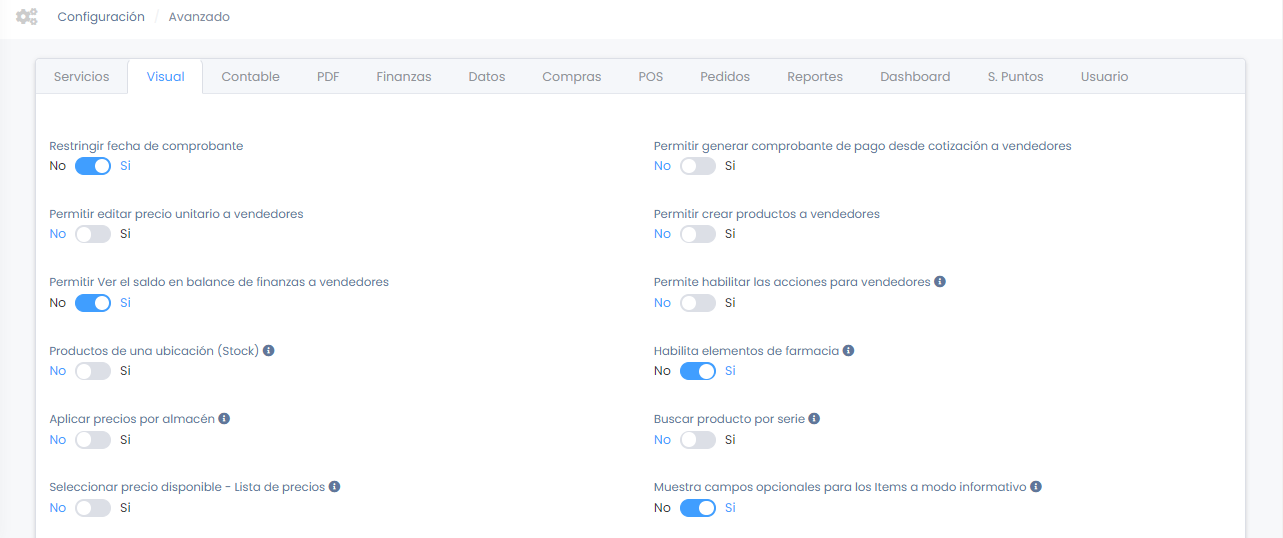 Configuración / Avanzado
Servicios Visual Contable PDF Finanzas Datos Compras POS Pedidos Reportes Dashboard S. Puntos Usuario
Restringir fecha de comprobante
No Si
Permitir generar comprobante de pago desde cotización a vendedores
No Si
Permitir editar precio unitario a vendedores
No Si
Permitir crear productos a vendedores
No Si
Permitir Ver el saldo en balance de finanzas a vendedores
No Si
Permite habilitar las acciones para vendedores
No Si
Productos de una ubicación (Stock)
No Si
Habilita elementos de farmacia
No Si
Aplicar precios por almacén
No Si
Buscar producto por serie
No Si
Seleccionar precio disponible - Lista de precios
No Si
Muestra campos opcionales para los Items a modo informativo
No Si